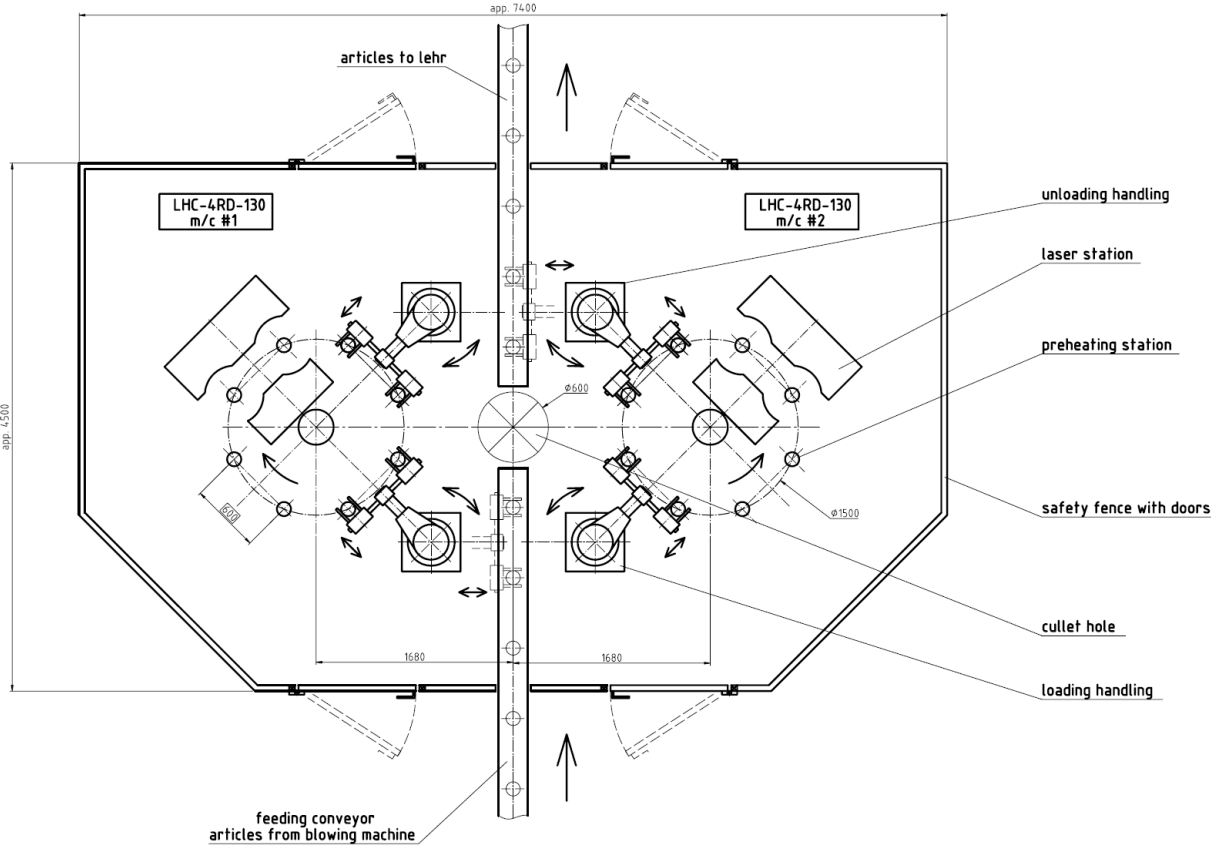 app. 7400
articles to lehr
LHC-4RD-130
m/c #1
LHC-4RD-130
m/c #2
unloading handling
laser station
preheating station
app. 4500
ø600
600
ø1500
safety fence with doors
cullet hole
1680
1680
loading handling
feeding conveyor
articles from blowing machine